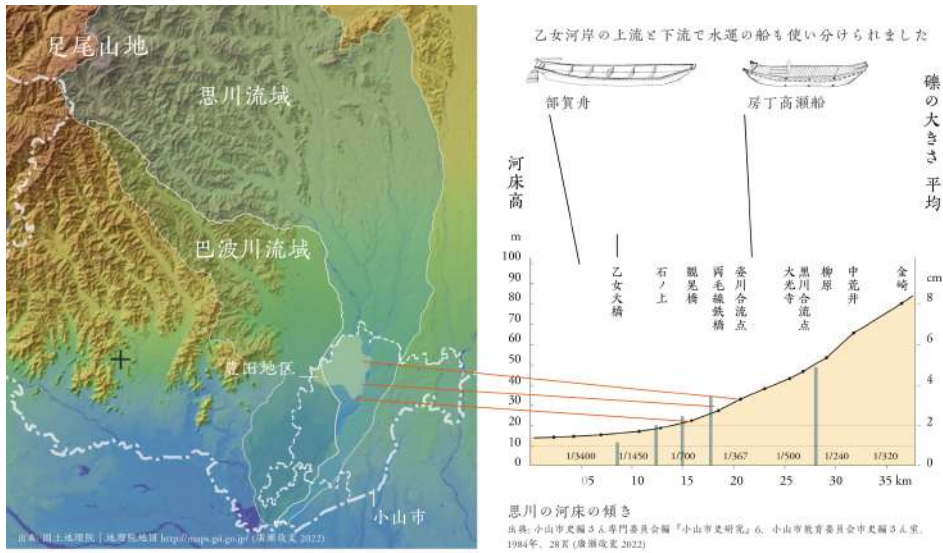 足尾山地
思川流域
巴波川流域
豊田地区
小山市
出典: 国土地理院 | 地理院地図 http://maps.gsi.go.jp/ (廣瀬改変 2022)
乙女河岸の上流と下流で水運の船も使い分けられました
部賀舟
房丁高瀬船
河床高
礫の大きさ 平均
m
cm
100
90
80
70
60
50
40
30
20
10
0
8
6
4
2
0
乙女大橋
石ノ上
観晃橋
両毛線鉄橋
姿川合流点
大光寺
黒川合流点
柳原
中荒井
金崎
1/3400
1/1450
1/700
1/367
1/500
1/240
1/320
05
10
15
20
25
30
35 km
思川の河床の傾き
出典: 小山市史編さん専門委員会編『小山市史研究』6、小山市教育委員会市史編さん室、
1984年、28頁 (廣瀬改変 2022)